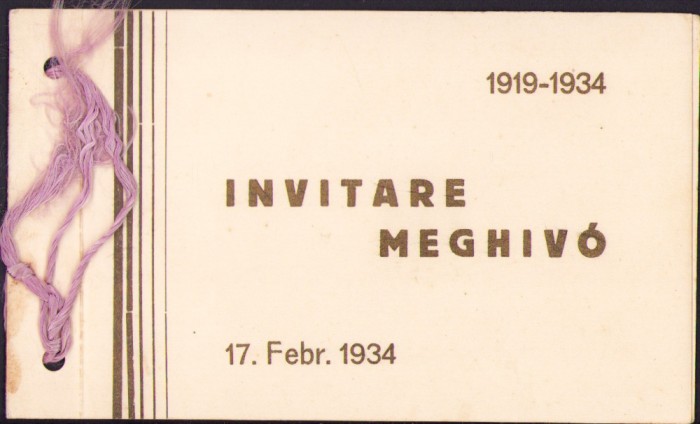 1919-1934
INVITARE
MEGHIVÓ
17. Febr. 1934